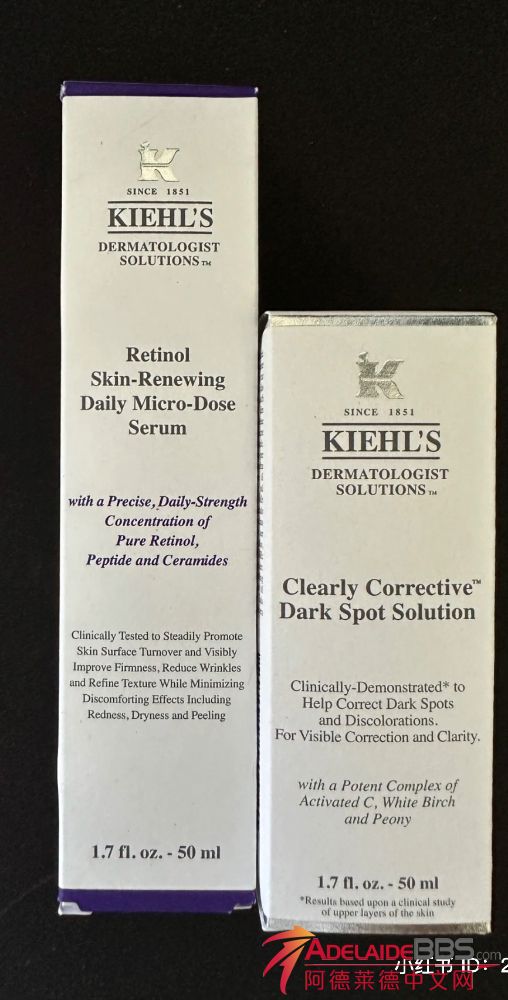 SINCE 1851
KIEHL'S
DERMATOLOGIST
SOLUTIONS™
Retinol
Skin-Renewing
Daily Micro-Dose
Serum
with a Precise, Daily-Strength
Concentration of
Pure Retinol,
Peptide and Ceramides
Clinically Tested to Steadily Promote
Skin Surface Turnover and Visibly
Improve Firmness, Reduce Wrinkles
and Refine Texture While Minimizing
Discomforting Effects Including
Redness, Dryness and Peeling
1.7 fl. oz. - 50 ml
SINCE 1851
KIEHL'S
DERMATOLOGIST
SOLUTIONS™
Clearly Corrective™
Dark Spot Solution
Clinically-Demonstrated* to
Help Correct Dark Spots
and Discolorations.
For Visible Correction and Clarity.
with a Potent Complex of
Activated C, White Birch
and Peony
1.7 fl. oz. - 50 ml
*Results based upon a clinical study
of upper layers of the skin
ADELAIDEBBS.com
小红书 ID: 2
阿德莱德中文网